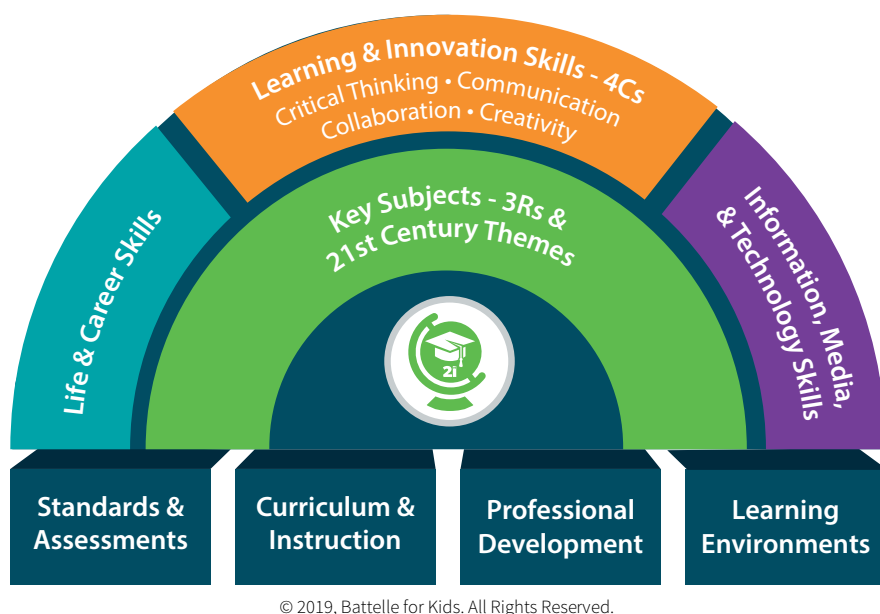 Learning & Innovation Skills - 4Cs
Critical Thinking • Communication
Collaboration • Creativity
Life & Career Skills
Key Subjects - 3Rs &
21st Century Themes
Information, Media,
& Technology Skills
2i
Standards &
Assessments
Curriculum &
Instruction
Professional
Development
Learning
Environments
© 2019, Battelle for Kids. All Rights Reserved.